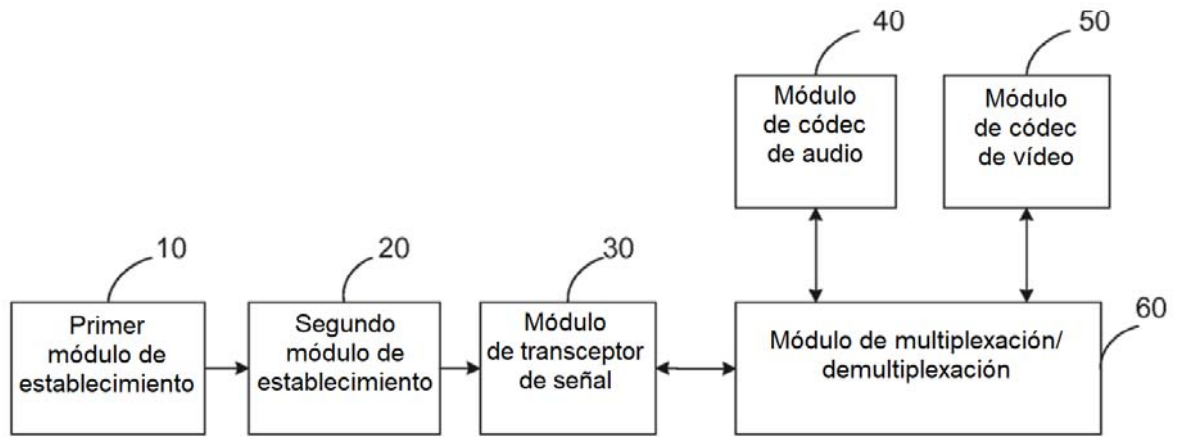 40
50
Módulo
de códec
de audio
Módulo
de códec
de vídeo
10
20
30
60
Primer
módulo de
establecimiento
Segundo
módulo de
establecimiento
Módulo
de transceptor
de señal
Módulo de multiplexación/
demultiplexación